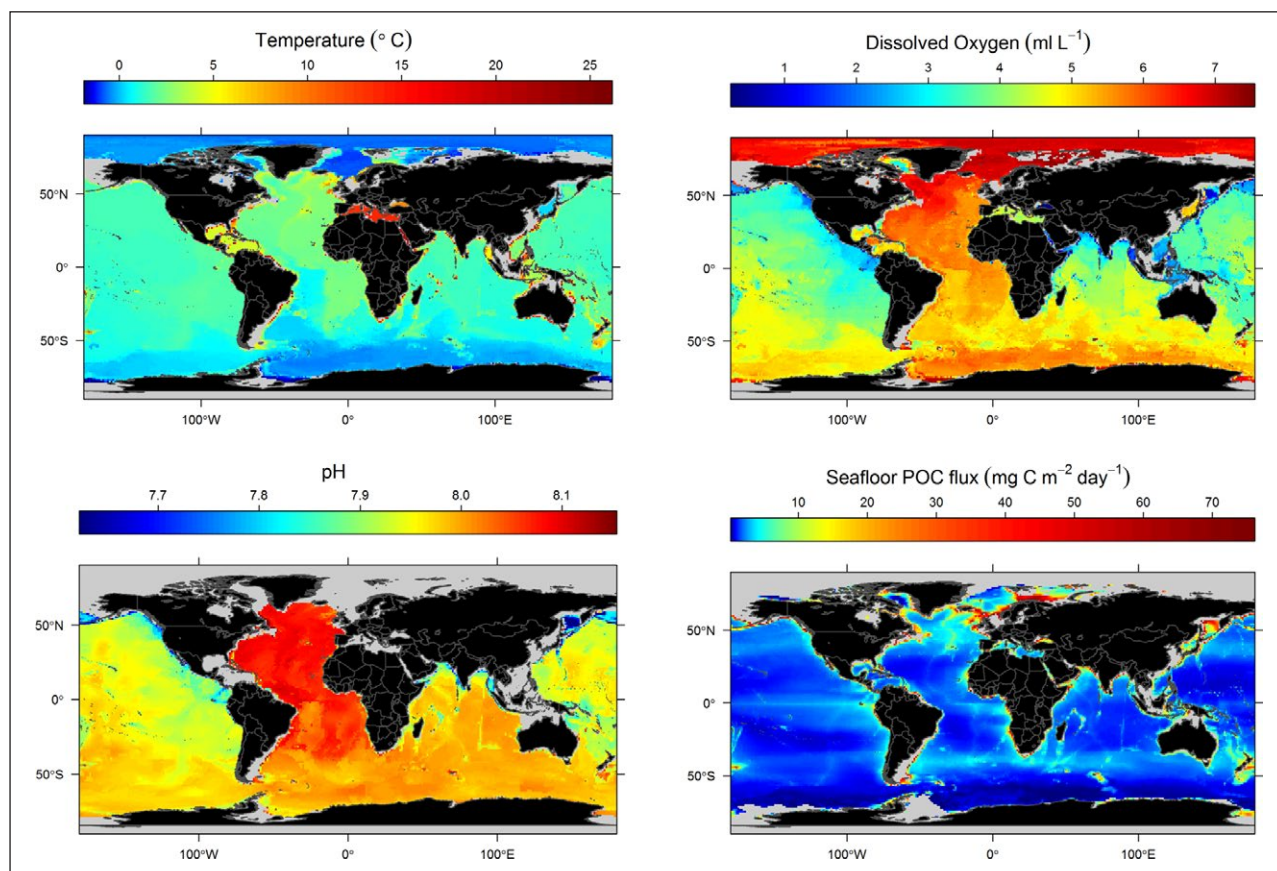 Temperature (° C)
0 5 10 15 20 25
50°N
0°
50°S
100°W 0° 100°E
Dissolved Oxygen (ml L−1)
1 2 3 4 5 6 7
50°N
0°
50°S
100°W 0° 100°E
pH
7.7 7.8 7.9 8.0 8.1
50°N
0°
50°S
100°W 0° 100°E
Seafloor POC flux (mg C m−2 day−1)
10 20 30 40 50 60 70
50°N
0°
50°S
100°W 0° 100°E